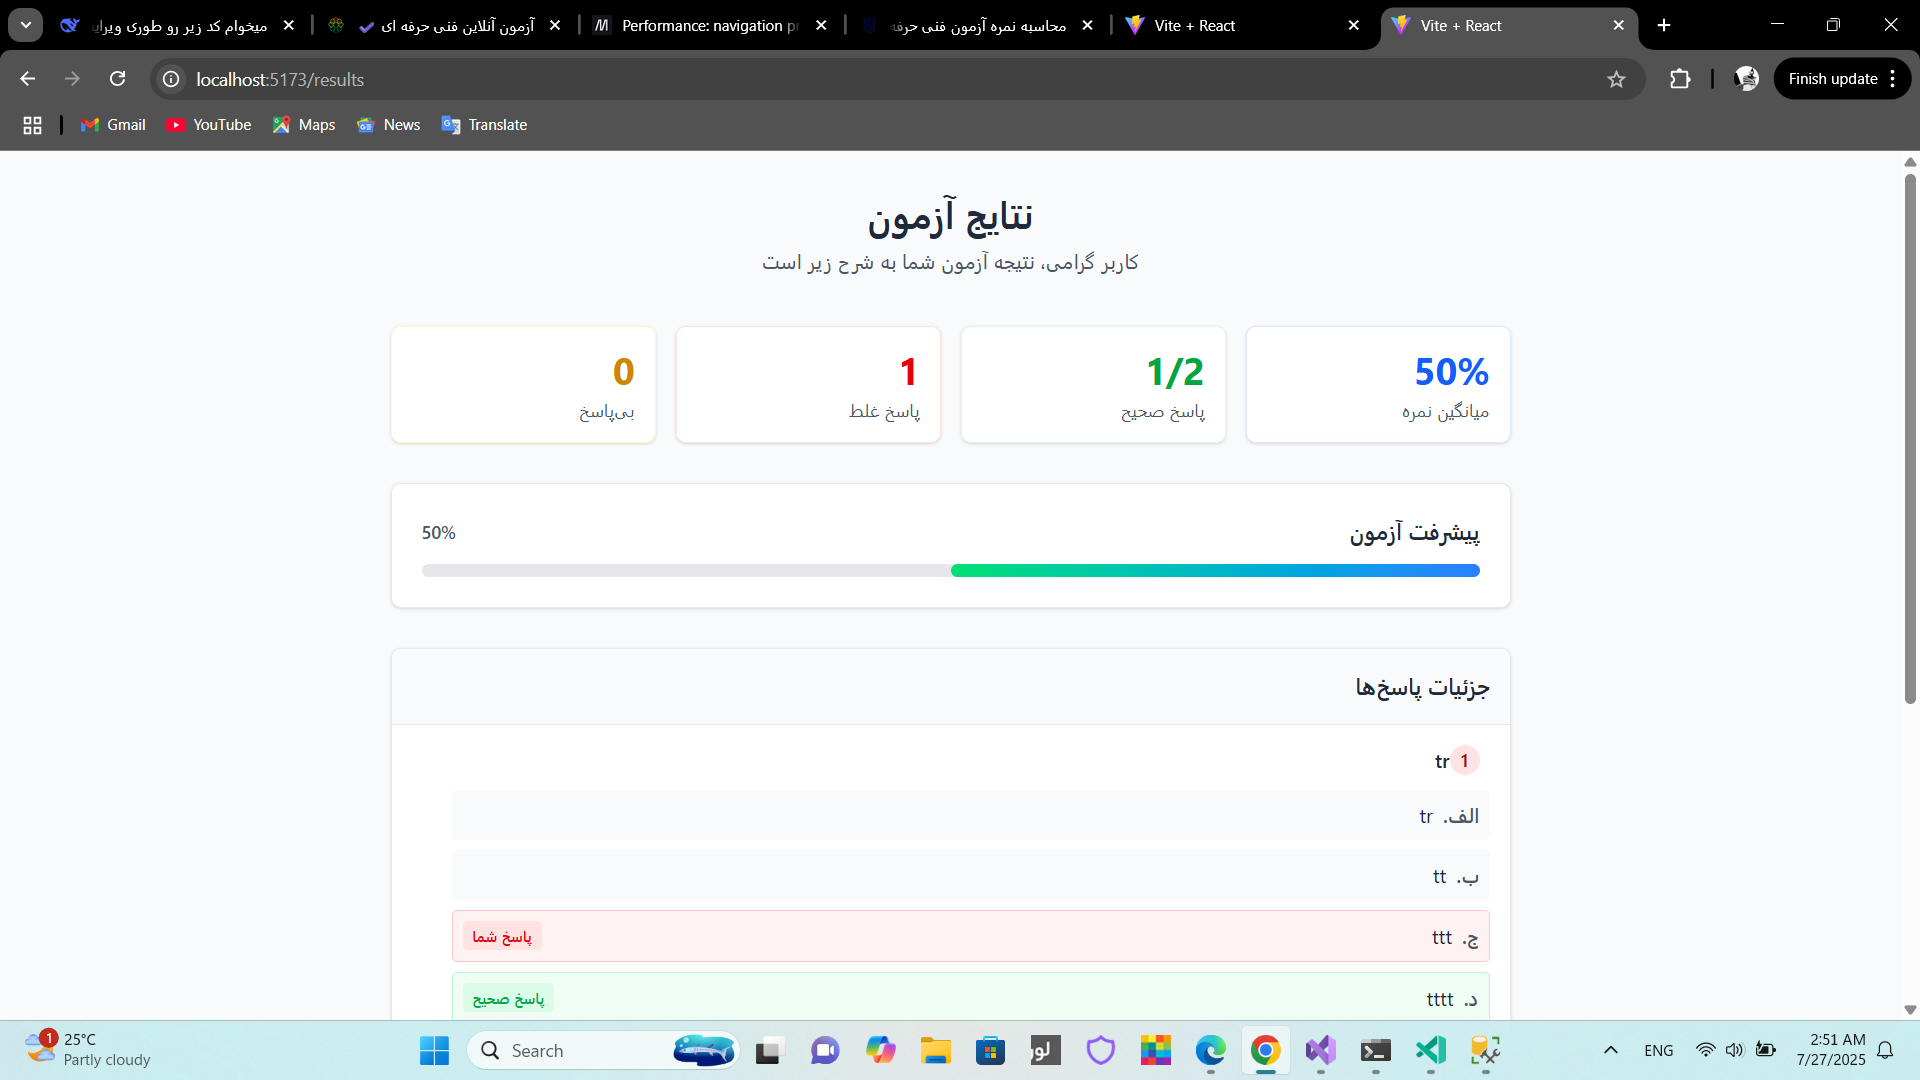 میخوام کد زیر رو طوری ویرایش
آزمون آنلاین فنی حرفه ای
Performance: navigation pr
محاسبه نمره آزمون فنی حرفه
Vite + React
Vite + React
localhost:5173/results
Finish update
Gmail
YouTube
Maps
News
Translate
نتایج آزمون
کاربر گرامی، نتیجه آزمون شما به شرح زیر است
50%
میانگین نمره
1/2
پاسخ صحیح
1
پاسخ غلط
0
بی‌پاسخ
پیشرفت آزمون
50%
جزئیات پاسخ‌ها
1 tr
الف. tr
ب. tt
ج. ttt
پاسخ شما
د. tttt
پاسخ صحیح
1
25°C
Partly cloudy
Search
لور
ENG
2:51 AM
7/27/2025